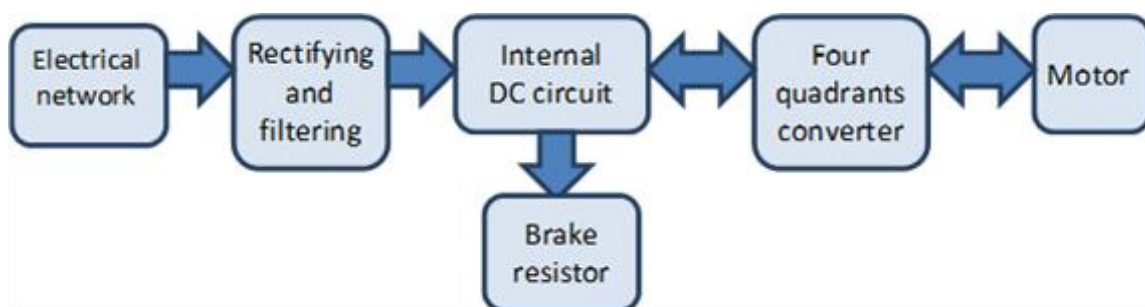 Electrical
network
Rectifying
and
filtering
Internal
DC circuit
Four
quadrants
converter
Motor
Brake
resistor